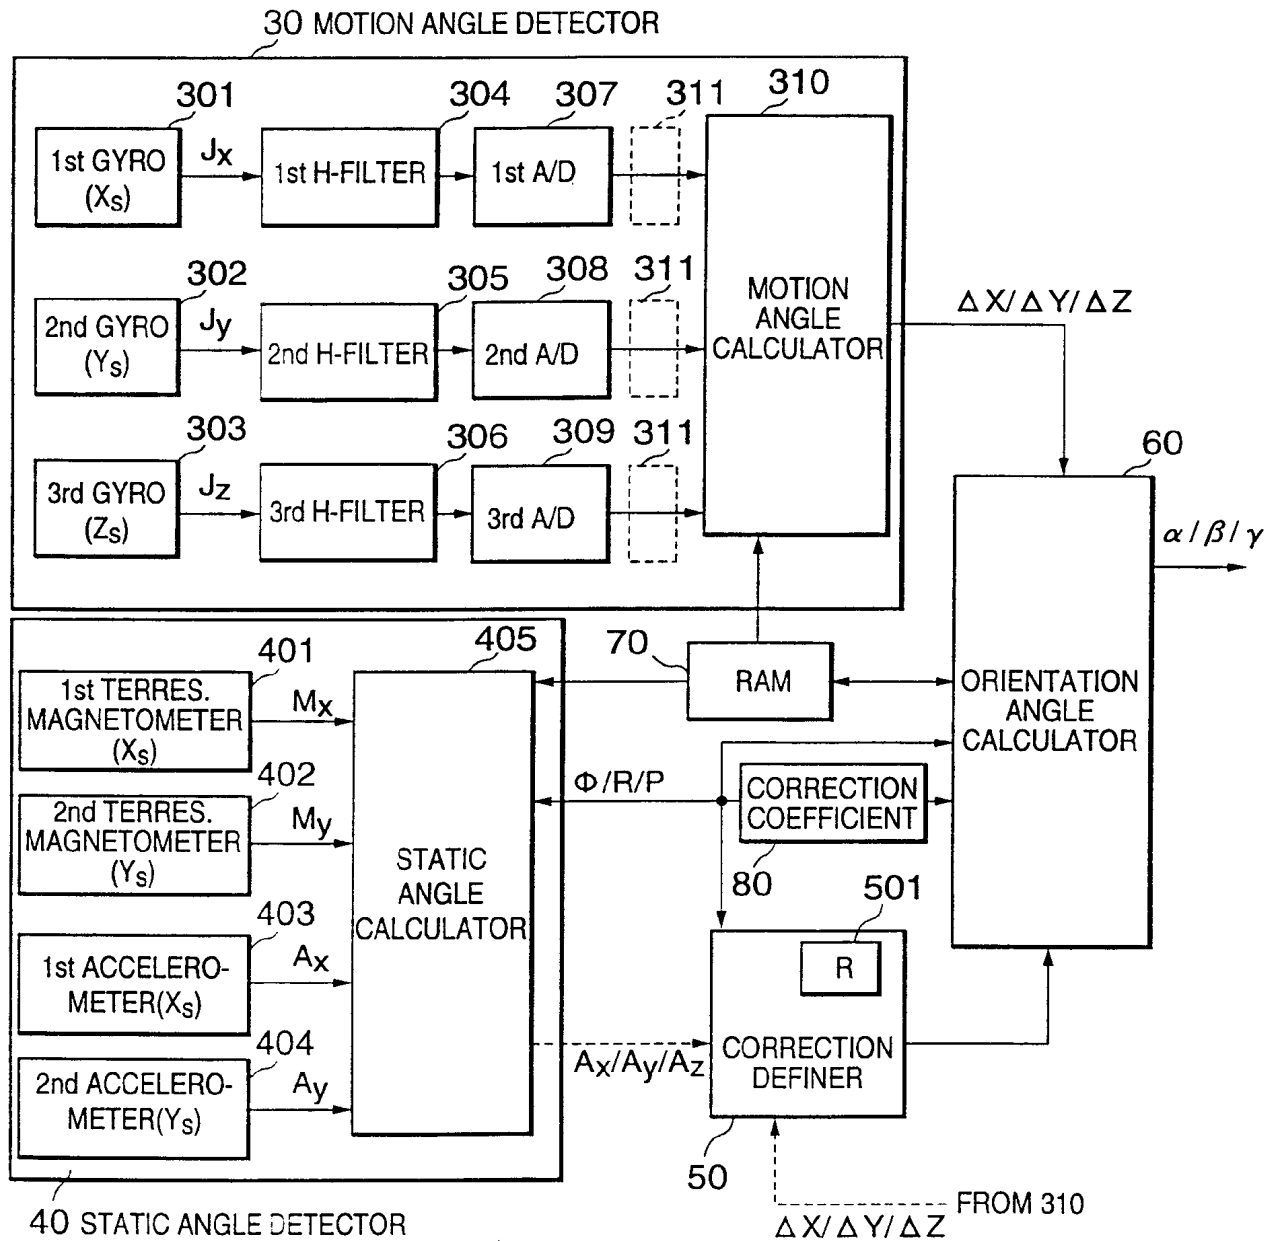 30 MOTION ANGLE DETECTOR
301
304
307
311
310
1st GYRO
(Xs)
Jx
1st H-FILTER
1st A/D
302
305
308
311
2nd GYRO
(Ys)
Jy
2nd H-FILTER
2nd A/D
MOTION
ANGLE
CALCULATOR
ΔX/ΔY/ΔZ
303
306
309
311
3rd GYRO
(Zs)
Jz
3rd H-FILTER
3rd A/D
60
α/β/γ
401
405
70
RAM
1st TERRES.
MAGNETOMETER
(Xs)
Mx
ORIENTATION
ANGLE
CALCULATOR
402
2nd TERRES.
MAGNETOMETER
(Ys)
My
Φ/R/P
CORRECTION
COEFFICIENT
80
STATIC
ANGLE
CALCULATOR
403
1st ACCELERO-
METER(Xs)
Ax
501
R
404
2nd ACCELERO-
METER(Ys)
Ay
Ax/Ay/Az
CORRECTION
DEFINER
50
FROM 310
ΔX/ΔY/ΔZ
40 STATIC ANGLE DETECTOR